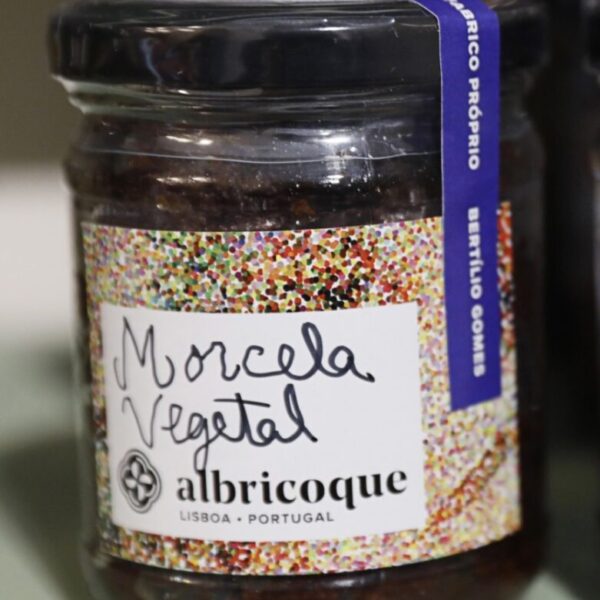 FABRICO PRÓPRIO BERTÍLIO GOMES
Morcela
Vegetal
albricoque
LISBOA • PORTUGAL